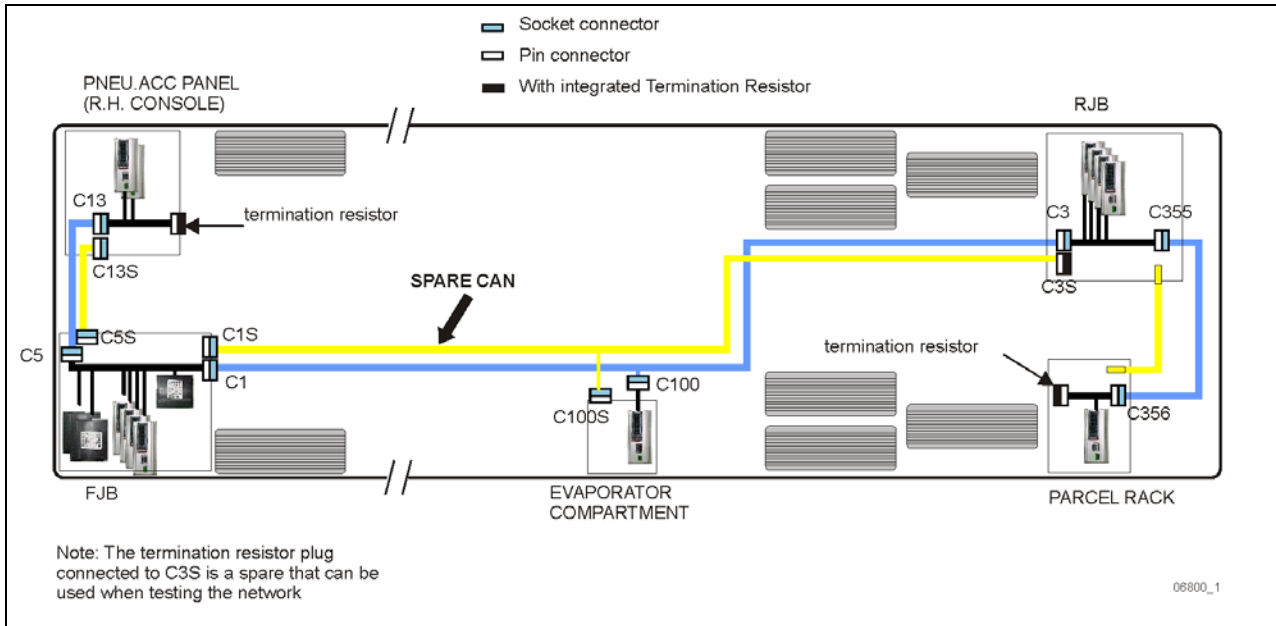 Socket connector
Pin connector
With integrated Termination Resistor
PNEU.ACC PANEL
(R.H. CONSOLE)
RJB
C13
termination resistor
C3
C355
C13S
C3S
SPARE CAN
C5S
C1S
C5
C1
termination resistor
C100
C100S
C356
FJB
EVAPORATOR
COMPARTMENT
PARCEL RACK
Note: The termination resistor plug
connected to C3S is a spare that can be
used when testing the network
06800_1